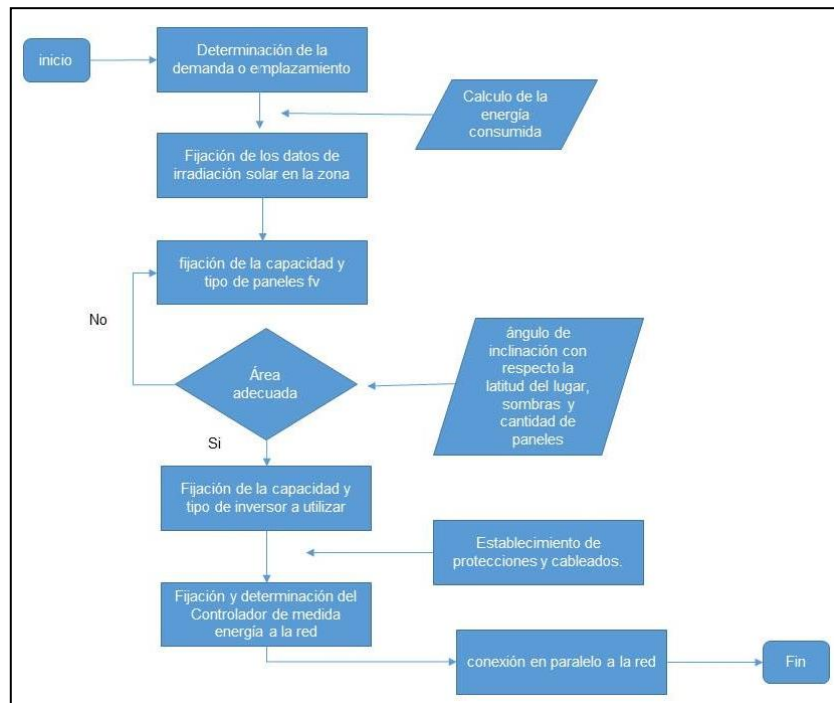 inicio
Determinación de la
demanda o emplazamiento
Calculo de la
energía
consumida
Fijación de los datos de
irradiación solar en la zona
fijación de la capacidad y
tipo de paneles fv
No
Área
adecuada
ángulo de
inclinación con
respecto la
latitud del lugar,
sombras y
cantidad de
paneles
Si
Fijación de la capacidad y
tipo de inversor a utilizar
Establecimiento de
protecciones y cableados.
Fijación y determinación del
Controlador de medida
energía a la red
conexión en paralelo a la red
Fin